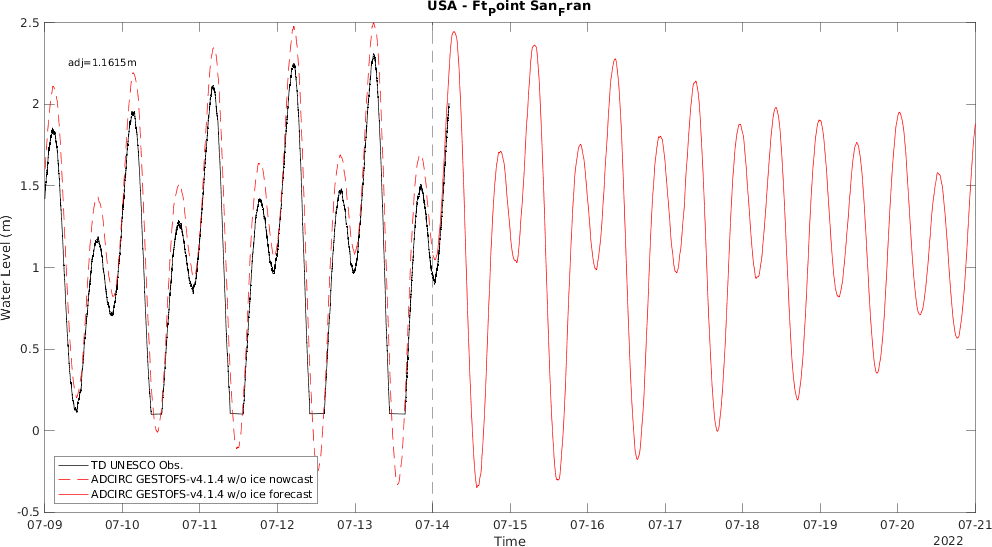 USA - Ft_Point San_Fran
adj=1.1615m
2.5
2
1.5
1
0.5
0
-0.5
Water Level (m)
TD UNESCO Obs.
ADCIRC GESTOFS-v4.1.4 w/o ice nowcast
ADCIRC GESTOFS-v4.1.4 w/o ice forecast
07-09 07-10 07-11 07-12 07-13 07-14 07-15 07-16 07-17 07-18 07-19 07-20 07-21
Time
2022